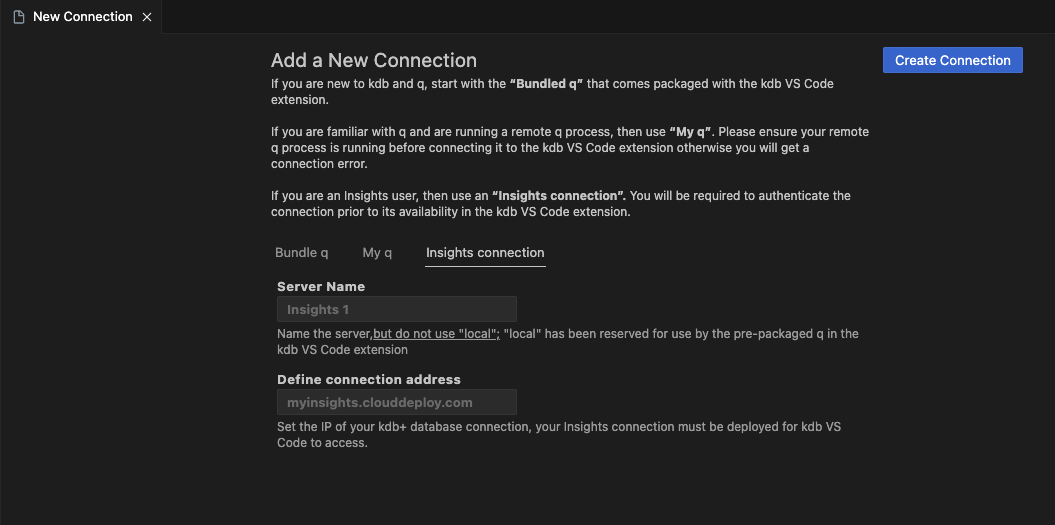 New Connection
Add a New Connection
Create Connection
If you are new to kdb and q, start with the “Bundled q” that comes packaged with the kdb VS Code
extension.
If you are familiar with q and are running a remote q process, then use “My q”. Please ensure your remote
q process is running before connecting it to the kdb VS Code extension otherwise you will get a
connection error.
If you are an Insights user, then use an “Insights connection”. You will be required to authenticate the
connection prior to its availability in the kdb VS Code extension.
Bundle q My q Insights connection
Server Name
Insights 1
Name the server,but do not use "local"; "local" has been reserved for use by the pre-packaged q in the
kdb VS Code extension
Define connection address
myinsights.clouddeploy.com
Set the IP of your kdb+ database connection, your Insights connection must be deployed for kdb VS
Code to access.